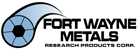 FORT WAYNE
METALS
RESEARCH PRODUCTS CORP.